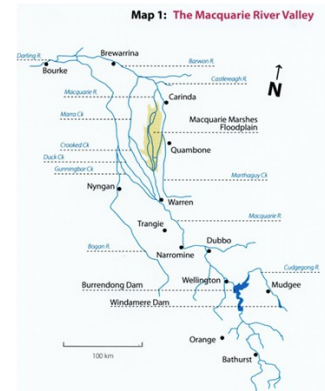 Map 1: The Macquarie River Valley
Darling R.
Brewarrina
Barwon R.
Bourke
Castlereagh R.
N
Macquarie R.
Carinda
Marra Ck
Macquarie Marshes
Floodplain
Crooked Ck
Quambone
Duck Ck
Gunningbar Ck
Marthaguy Ck
Nyngan
Warren
Macquarie R.
Trangie
Bogan R.
Dubbo
Narromine
Cudgegong R.
Wellington
Burrendong Dam
Mudgee
Windamere Dam
100 km
Orange
Bathurst